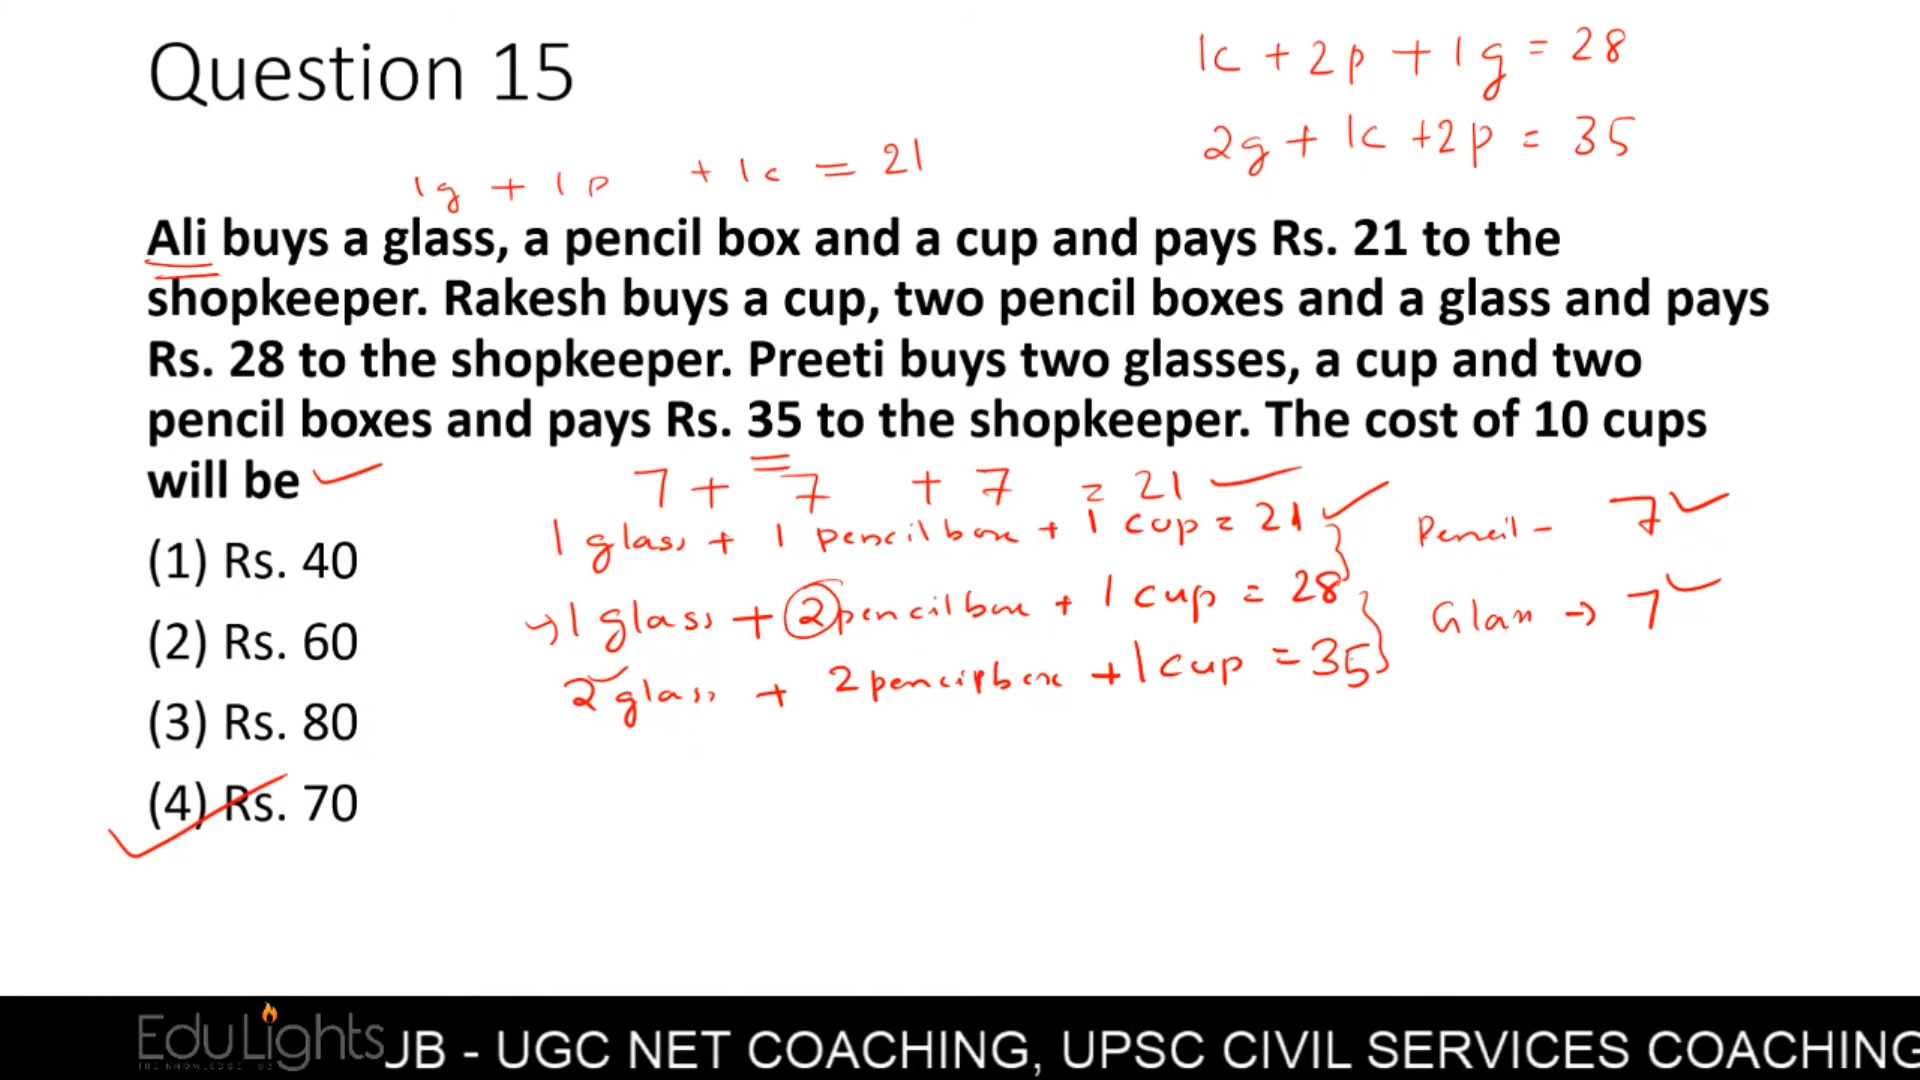 Question 15
1c + 2p + 1g = 28
2g + 1c + 2p = 35
1g + 1p + 1c = 21
Ali buys a glass, a pencil box and a cup and pays Rs. 21 to the
shopkeeper. Rakesh buys a cup, two pencil boxes and a glass and pays
Rs. 28 to the shopkeeper. Preeti buys two glasses, a cup and two
pencil boxes and pays Rs. 35 to the shopkeeper. The cost of 10 cups
will be
7 + 7 + 7 = 21
1 glass + 1 pencil box + 1 cup = 21
Pencil - 7
1 glass + 2 pencil box + 1 cup = 28
Glass → 7
2 glass + 2 pencil box + 1 cup = 35
(1) Rs. 40
(2) Rs. 60
(3) Rs. 80
(4) Rs. 70
EduLights
JB - UGC NET COACHING, UPSC CIVIL SERVICES COACHING